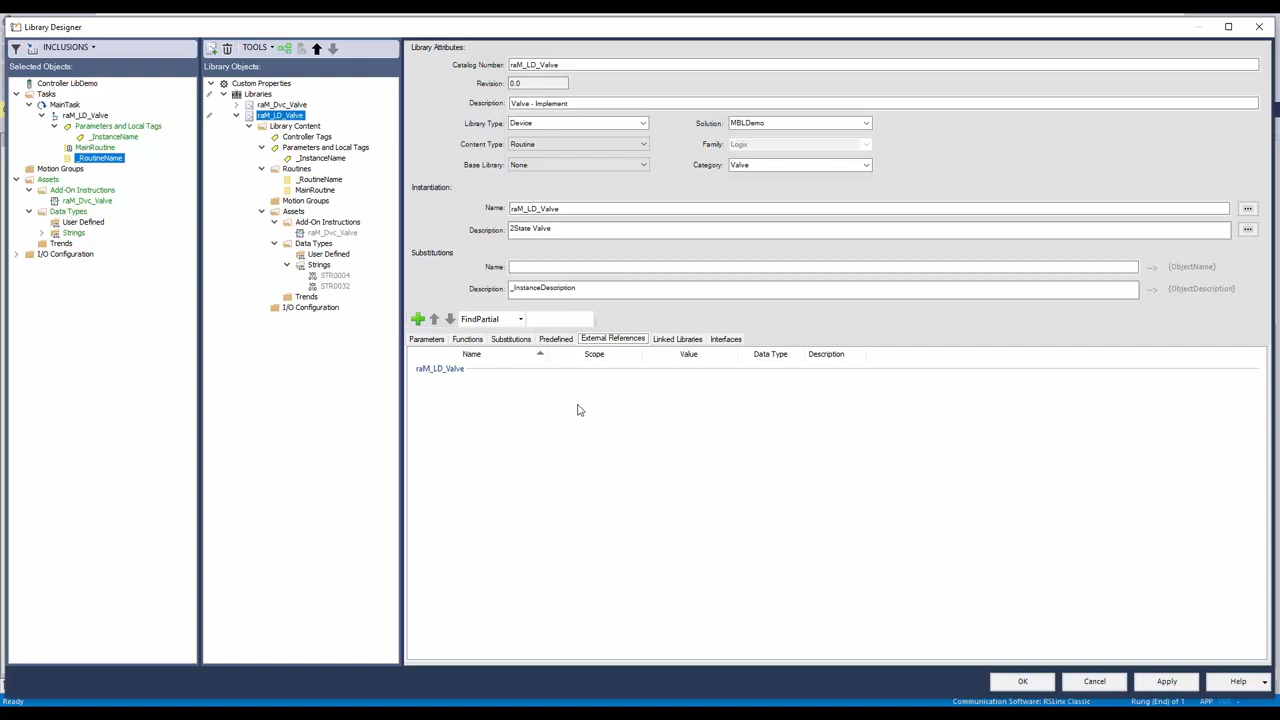 Library Designer
INCLUSIONS
Selected Objects:
Controller LibDemo
Tasks
MainTask
raM_LD_Valve
Parameters and Local Tags
_InstanceName
MainRoutine
_RoutineName
Motion Groups
Assets
Add-On Instructions
raM_Dvc_Valve
Data Types
User Defined
Strings
Trends
I/O Configuration
TOOLS
Library Objects:
Custom Properties
Libraries
raM_Dvc_Valve
raM_LD_Valve
Library Content
Controller Tags
Parameters and Local Tags
_InstanceName
Routines
_RoutineName
MainRoutine
Motion Groups
Assets
Add-On Instructions
raM_Dvc_Valve
Data Types
User Defined
Strings
STR0004
STR0032
Trends
I/O Configuration
Library Attributes:
Catalog Number: raM_LD_Valve
Revision: 0.0
Description: Valve - Implement
Library Type: Device Solution: MBLDemo
Content Type: Routine Family: Logix
Base Library: None Category: Valve
Instantiation:
Name: raM_LD_Valve
Description: 2State Valve
Substitutions
Name: --> {ObjectName}
Description: _InstanceDescription --> {ObjectDescription}
FindPartial
Parameters Functions Substitutions Predefined External References Linked Libraries Interfaces
Name Scope Value Data Type Description
raM_LD_Valve
OK Cancel Apply Help
Ready Communication Software: RSLinx Classic Rung (End) of 1 APP VER